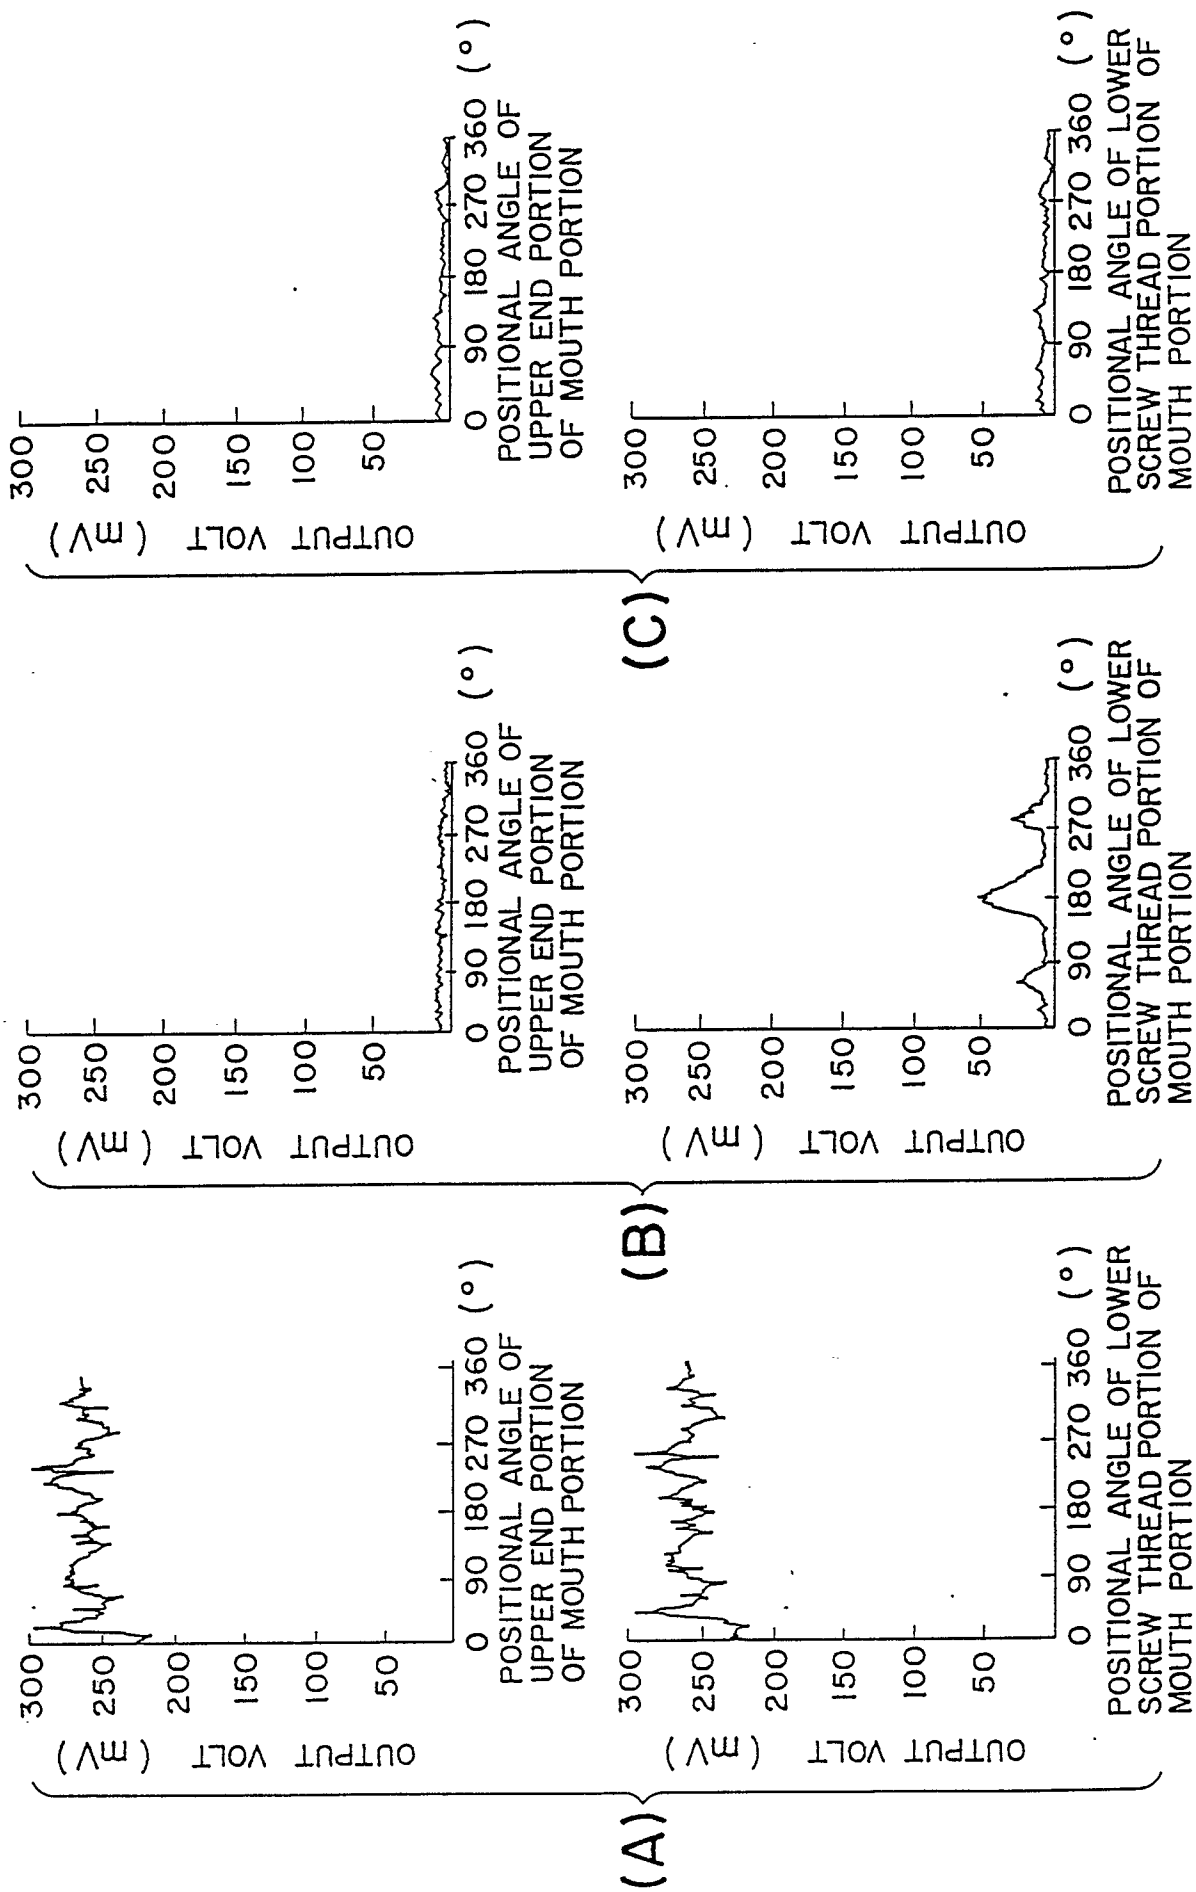 (A)
OUTPUT VOLT (mV)
300
250
200
150
100
50
0 90 180 270 360 (°)
POSITIONAL ANGLE OF
UPPER END PORTION
OF MOUTH PORTION
OUTPUT VOLT (mV)
300
250
200
150
100
50
0 90 180 270 360 (°)
POSITIONAL ANGLE OF LOWER
SCREW THREAD PORTION OF
MOUTH PORTION
(B)
OUTPUT VOLT (mV)
300
250
200
150
100
50
0 90 180 270 360 (°)
POSITIONAL ANGLE OF
UPPER END PORTION
OF MOUTH PORTION
OUTPUT VOLT (mV)
300
250
200
150
100
50
0 90 180 270 360 (°)
POSITIONAL ANGLE OF LOWER
SCREW THREAD PORTION OF
MOUTH PORTION
(C)
OUTPUT VOLT (mV)
300
250
200
150
100
50
0 90 180 270 360 (°)
POSITIONAL ANGLE OF
UPPER END PORTION
OF MOUTH PORTION
OUTPUT VOLT (mV)
300
250
200
150
100
50
0 90 180 270 360 (°)
POSITIONAL ANGLE OF LOWER
SCREW THREAD PORTION OF
MOUTH PORTION